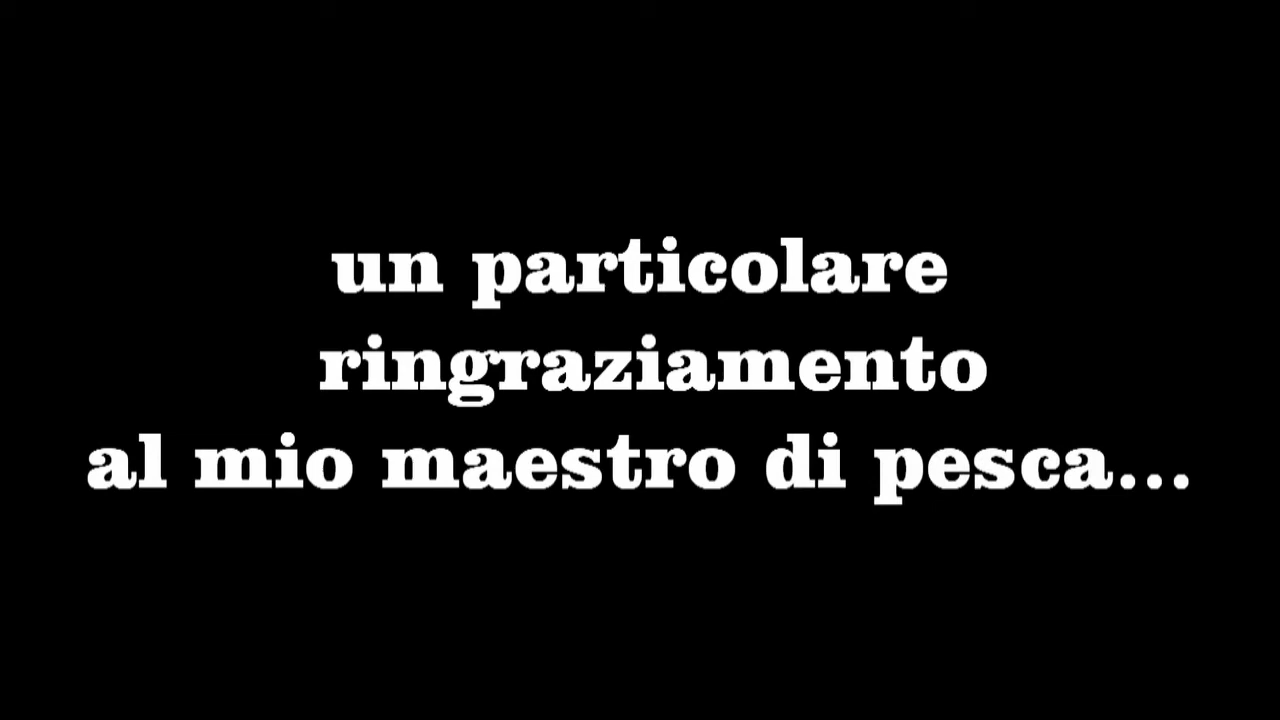 un particolare
ringraziamento
al mio maestro di pesca...